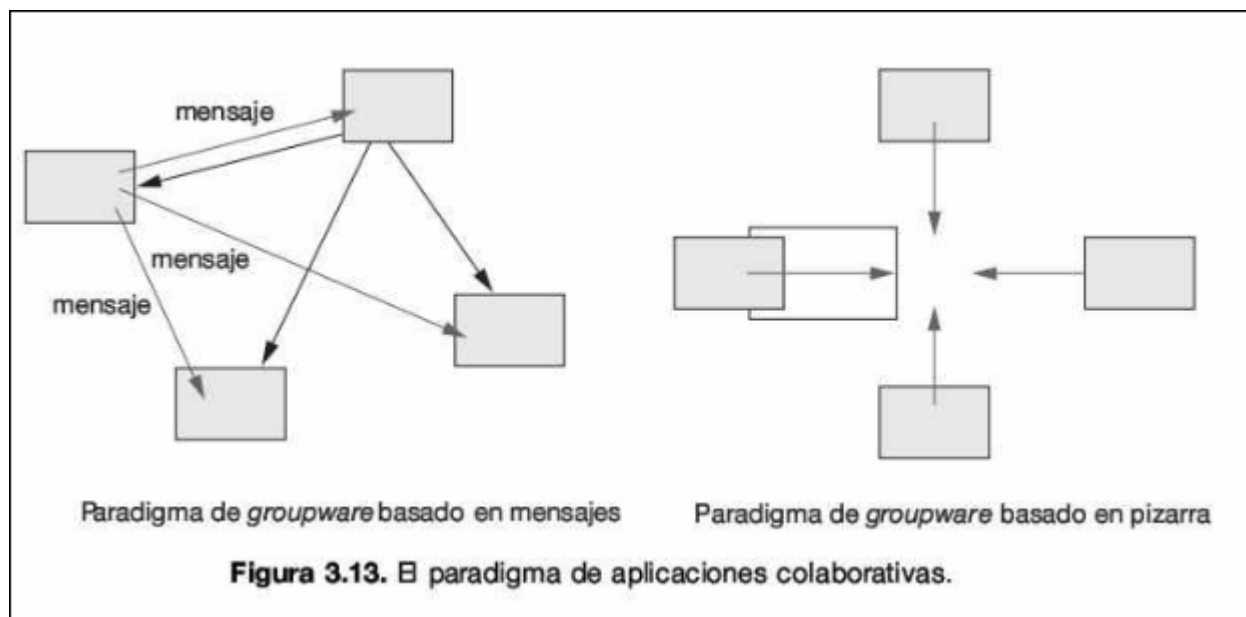 mensaje
mensaje
mensaje
Paradigma de groupware basado en mensajes
Paradigma de groupware basado en pizarra
Figura 3.13. El paradigma de aplicaciones colaborativas.